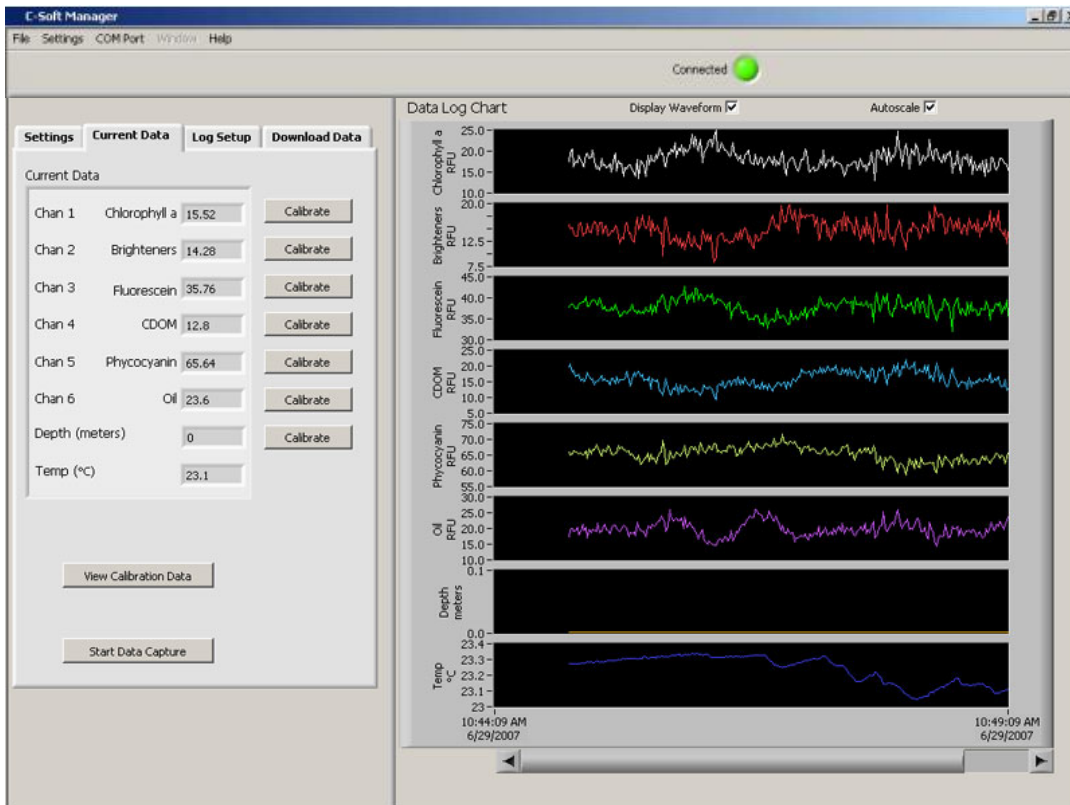 C-Soft Manager
File Settings COM Port Window Help
Connected
Settings Current Data Log Setup Download Data
Current Data
Chan 1 Chlorophyll a 15.52 Calibrate
Chan 2 Brighteners 14.28 Calibrate
Chan 3 Fluorescein 35.76 Calibrate
Chan 4 CDOM 12.8 Calibrate
Chan 5 Phycocyanin 65.64 Calibrate
Chan 6 Oil 23.6 Calibrate
Depth (meters) 0 Calibrate
Temp (°C) 23.1
View Calibration Data
Start Data Capture
Data Log Chart Display Waveform Autoscale
Chlorophyll a
RFU
25.0
20.0
15.0
10.0
Brighteners
RFU
20.0
12.5
7.5
Fluorescein
RFU
45.0
40.0
35.0
30.0
CDOM
RFU
25.0
20.0
15.0
10.0
5.0
Phycocyanin
RFU
75.0
70.0
65.0
60.0
55.0
Oil
RFU
30.0
25.0
20.0
15.0
10.0
Depth
meters
0.1
0.0
Temp
°C
23.4
23.3
23.2
23.1
23
10:44:09 AM 10:49:09 AM
6/29/2007 6/29/2007